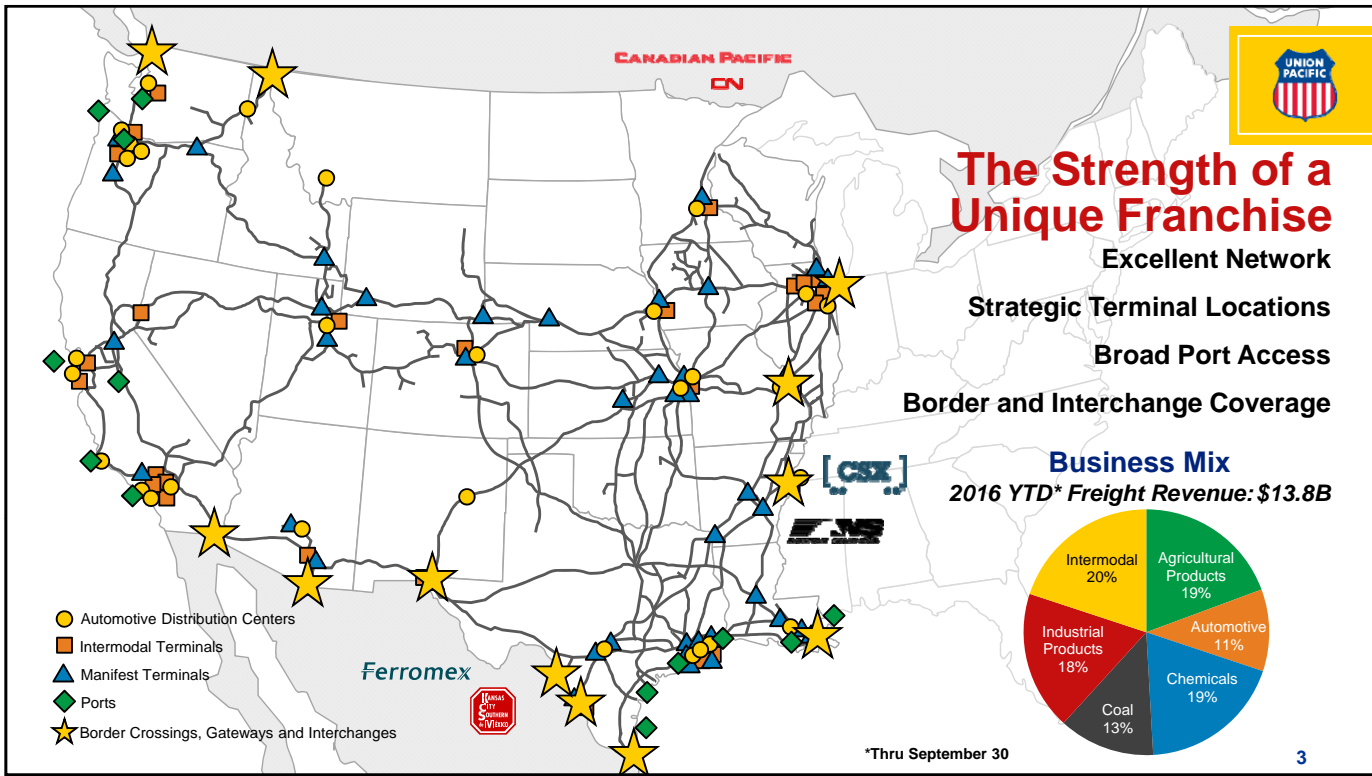 CANADIAN PACIFIC
CN
UNION
PACIFIC
The Strength of a
Unique Franchise
Excellent Network
Strategic Terminal Locations
Broad Port Access
Border and Interchange Coverage
Business Mix
2016 YTD* Freight Revenue: $13.8B
Intermodal
20%
Agricultural
Products
19%
Automotive
11%
Chemicals
19%
Coal
13%
Industrial
Products
18%
[CSX]
NS
Automotive Distribution Centers
Intermodal Terminals
Manifest Terminals
Ports
Border Crossings, Gateways and Interchanges
Ferromex
KANSAS
CITY
SOUTHERN
de MÉXICO
*Thru September 30
3